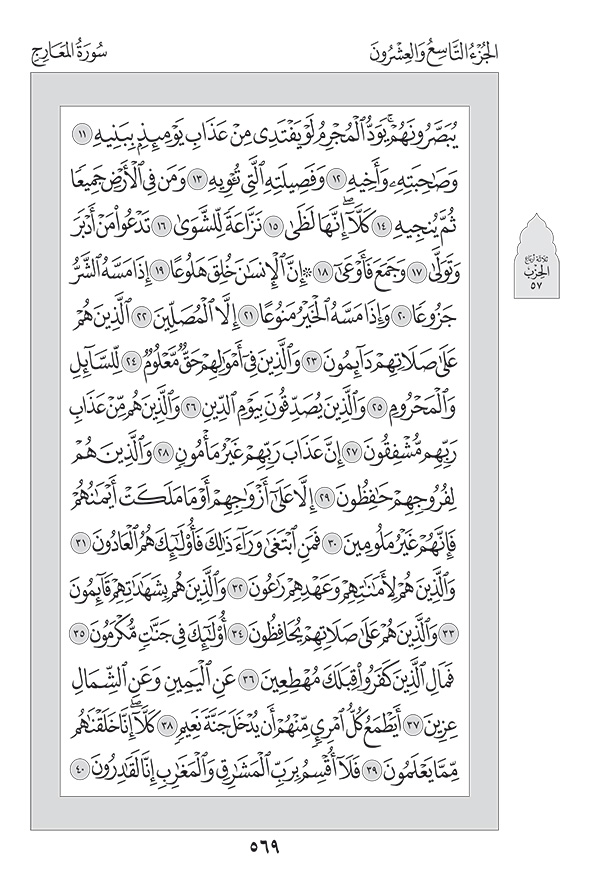 الجُزْءُ التَّاسِعُ وَالعِشْرُونَ
سُورَةُ المَعَارِجِ
يُبَصَّرُونَهُمْۚ يَوَدُّ ٱلْمُجْرِمُ لَوْ يَفْتَدِى مِنْ عَذَابِ يَوْمِئِذٍۭ بِبَنِيهِ ١١
وَصَٰحِبَتِهِۦ وَأَخِيهِ ١٢ وَفَصِيلَتِهِ ٱلَّتِى تُـْٔوِيهِ ١٣ وَمَن فِى ٱلْأَرْضِ جَمِيعًا
ثُمَّ يُنجِيهِ ١٤ كَلَّآۖ إِنَّهَا لَظَىٰ ١٥ نَزَّاعَةً لِّلشَّوَىٰ ١٦ تَدْعُوا۟ مَنْ أَدْبَرَ
وَتَوَلَّىٰ ١٧ وَجَمَعَ فَأَوْعَىٰٓ ١٨ ۞ إِنَّ ٱلْإِنسَٰنَ خُلِقَ هَلُوعًا ١٩ إِذَا مَسَّهُ ٱلشَّرُّ
جَزُوعًا ٢٠ وَإِذَا مَسَّهُ ٱلْخَيْرُ مَنُوعًا ٢١ إِلَّا ٱلْمُصَلِّينَ ٢٢ ٱلَّذِينَ هُمْ
عَلَىٰ صَلَاتِهِمْ دَآئِمُونَ ٢٣ وَٱلَّذِينَ فِىٓ أَمْوَٰلِهِمْ حَقٌّ مَّعْلُومٌ ٢٤ لِّلسَّآئِلِ
وَٱلْمَحْرُومِ ٢٥ وَٱلَّذِينَ يُصَدِّقُونَ بِيَوْمِ ٱلدِّينِ ٢٦ وَٱلَّذِينَ هُم مِّنْ عَذَابِ
رَبِّهِم مُّشْفِقُونَ ٢٧ إِنَّ عَذَابَ رَبِّهِمْ غَيْرُ مَأْمُونٍ ٢٨ وَٱلَّذِينَ هُمْ
لِفُرُوجِهِمْ حَٰفِظُونَ ٢٩ إِلَّا عَلَىٰٓ أَزْوَٰجِهِمْ أَوْ مَا مَلَكَتْ أَيْمَٰنُهُمْ
فَإِنَّهُمْ غَيْرُ مَلُومِينَ ٣٠ فَمَنِ ٱبْتَغَىٰ وَرَآءَ ذَٰلِكَ فَأُو۟لَٰٓئِكَ هُمُ ٱلْعَادُونَ ٣١
وَٱلَّذِينَ هُمْ لِأَمَٰنَٰتِهِمْ وَعَهْدِهِمْ رَٰعُونَ ٣٢ وَٱلَّذِينَ هُم بِشَهَٰدَٰتِهِمْ قَآئِمُونَ
٣٣ وَٱلَّذِينَ هُمْ عَلَىٰ صَلَاتِهِمْ يُحَافِظُونَ ٣٤ أُو۟لَٰٓئِكَ فِى جَنَّٰتٍ مُّكْرَمُونَ ٣٥
فَمَالِ ٱلَّذِينَ كَفَرُوا۟ قِبَلَكَ مُهْطِعِينَ ٣٦ عَنِ ٱلْيَمِينِ وَعَنِ ٱلشِّمَالِ
عِزِينَ ٣٧ أَيَطْمَعُ كُلُّ ٱمْرِئٍ مِّنْهُمْ أَن يُدْخَلَ جَنَّةَ نَعِيمٍ ٣٨ كَلَّآۖ إِنَّا خَلَقْنَٰهُم
مِّمَّا يَعْلَمُونَ ٣٩ فَلَآ أُقْسِمُ بِرَبِّ ٱلْمَشَٰرِقِ وَٱلْمَغَٰرِبِ إِنَّا لَقَٰدِرُونَ ٤٠
ثلاثة أرباع
الحزب
٥٧
٥٦٩